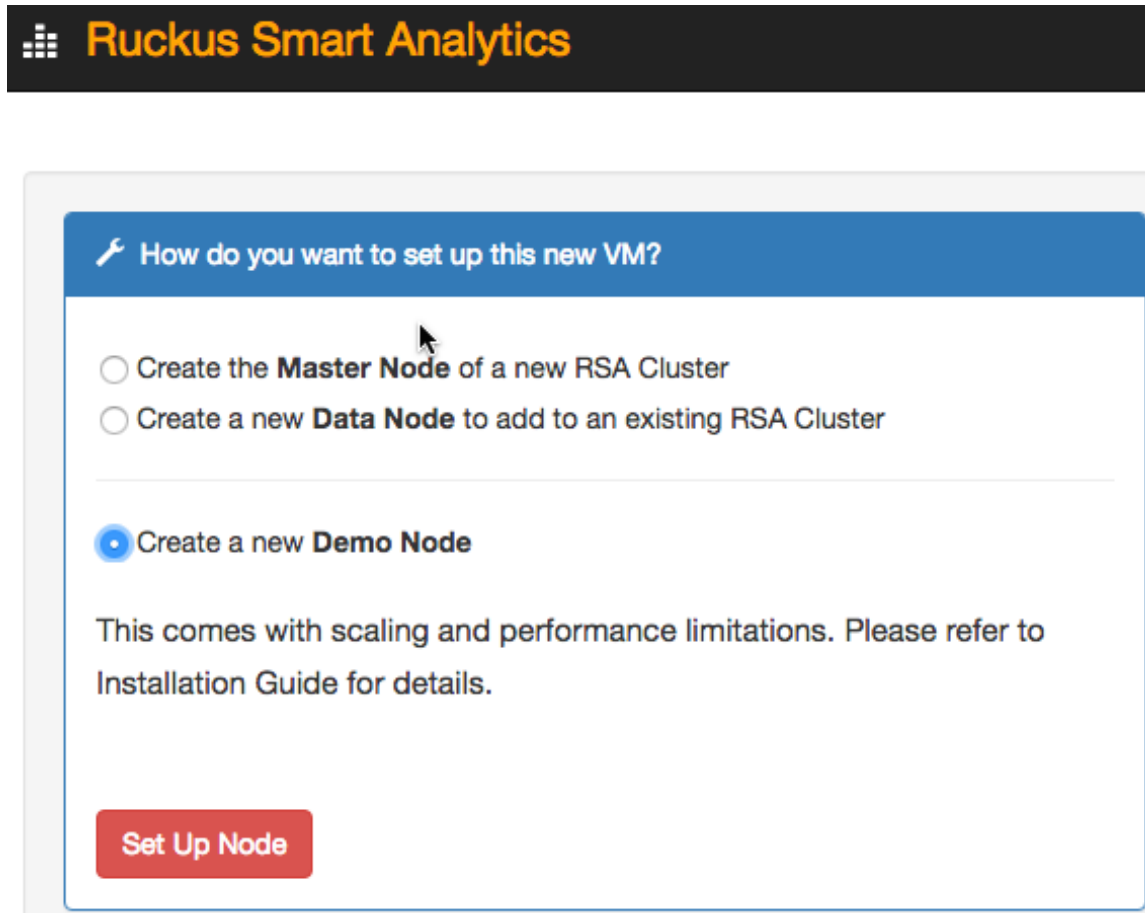 Ruckus Smart Analytics
How do you want to set up this new VM?
Create the Master Node of a new RSA Cluster
Create a new Data Node to add to an existing RSA Cluster
Create a new Demo Node
This comes with scaling and performance limitations. Please refer to
Installation Guide for details.
Set Up Node